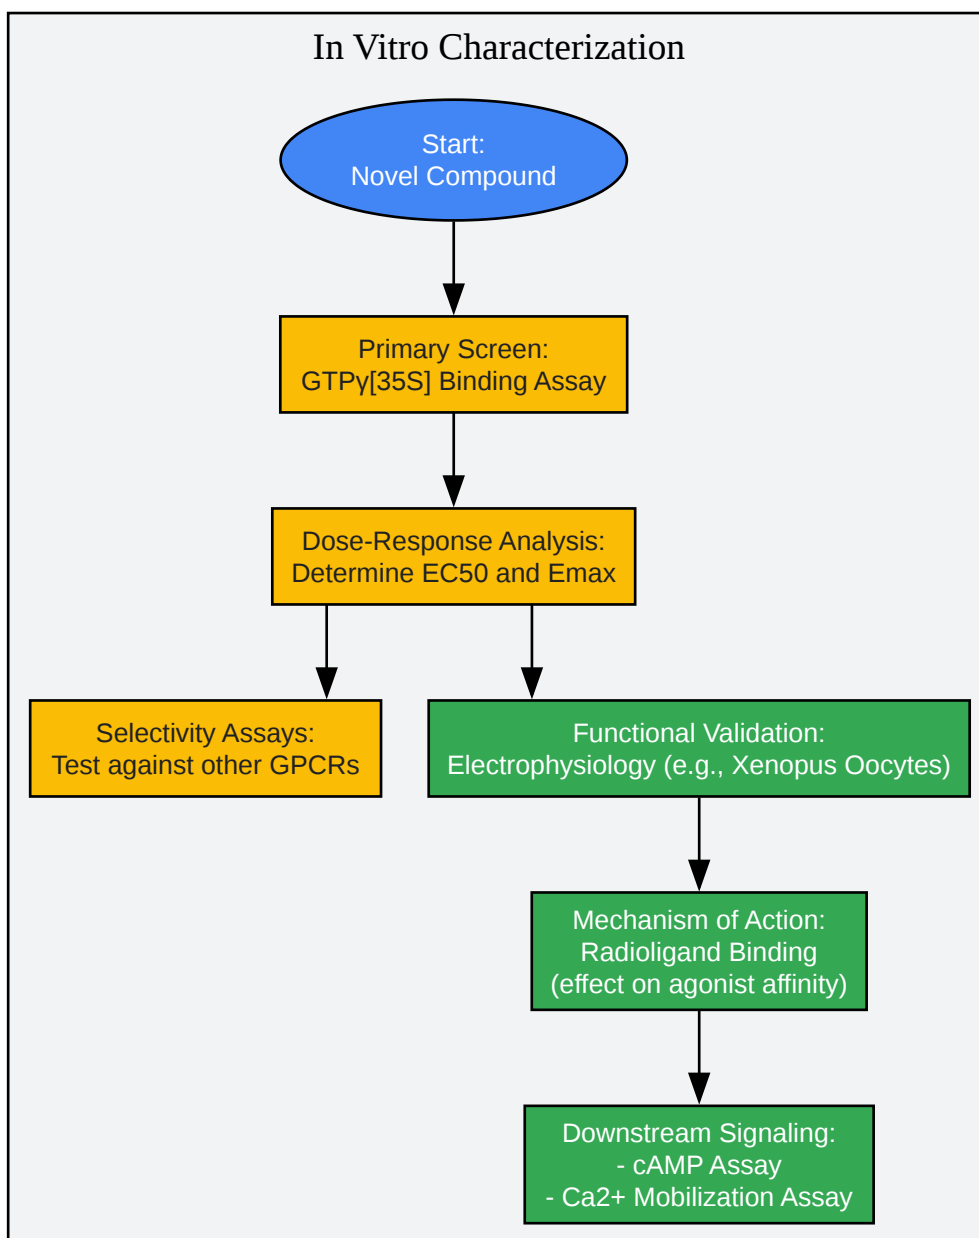 In Vitro Characterization
Start:
Novel Compound
Primary Screen:
GTPγ[35S] Binding Assay
Dose-Response Analysis:
Determine EC50 and Emax
Selectivity Assays:
Test against other GPCRs
Functional Validation:
Electrophysiology (e.g., Xenopus Oocytes)
Mechanism of Action:
Radioligand Binding
(effect on agonist affinity)
Downstream Signaling:
- cAMP Assay
- Ca2+ Mobilization Assay